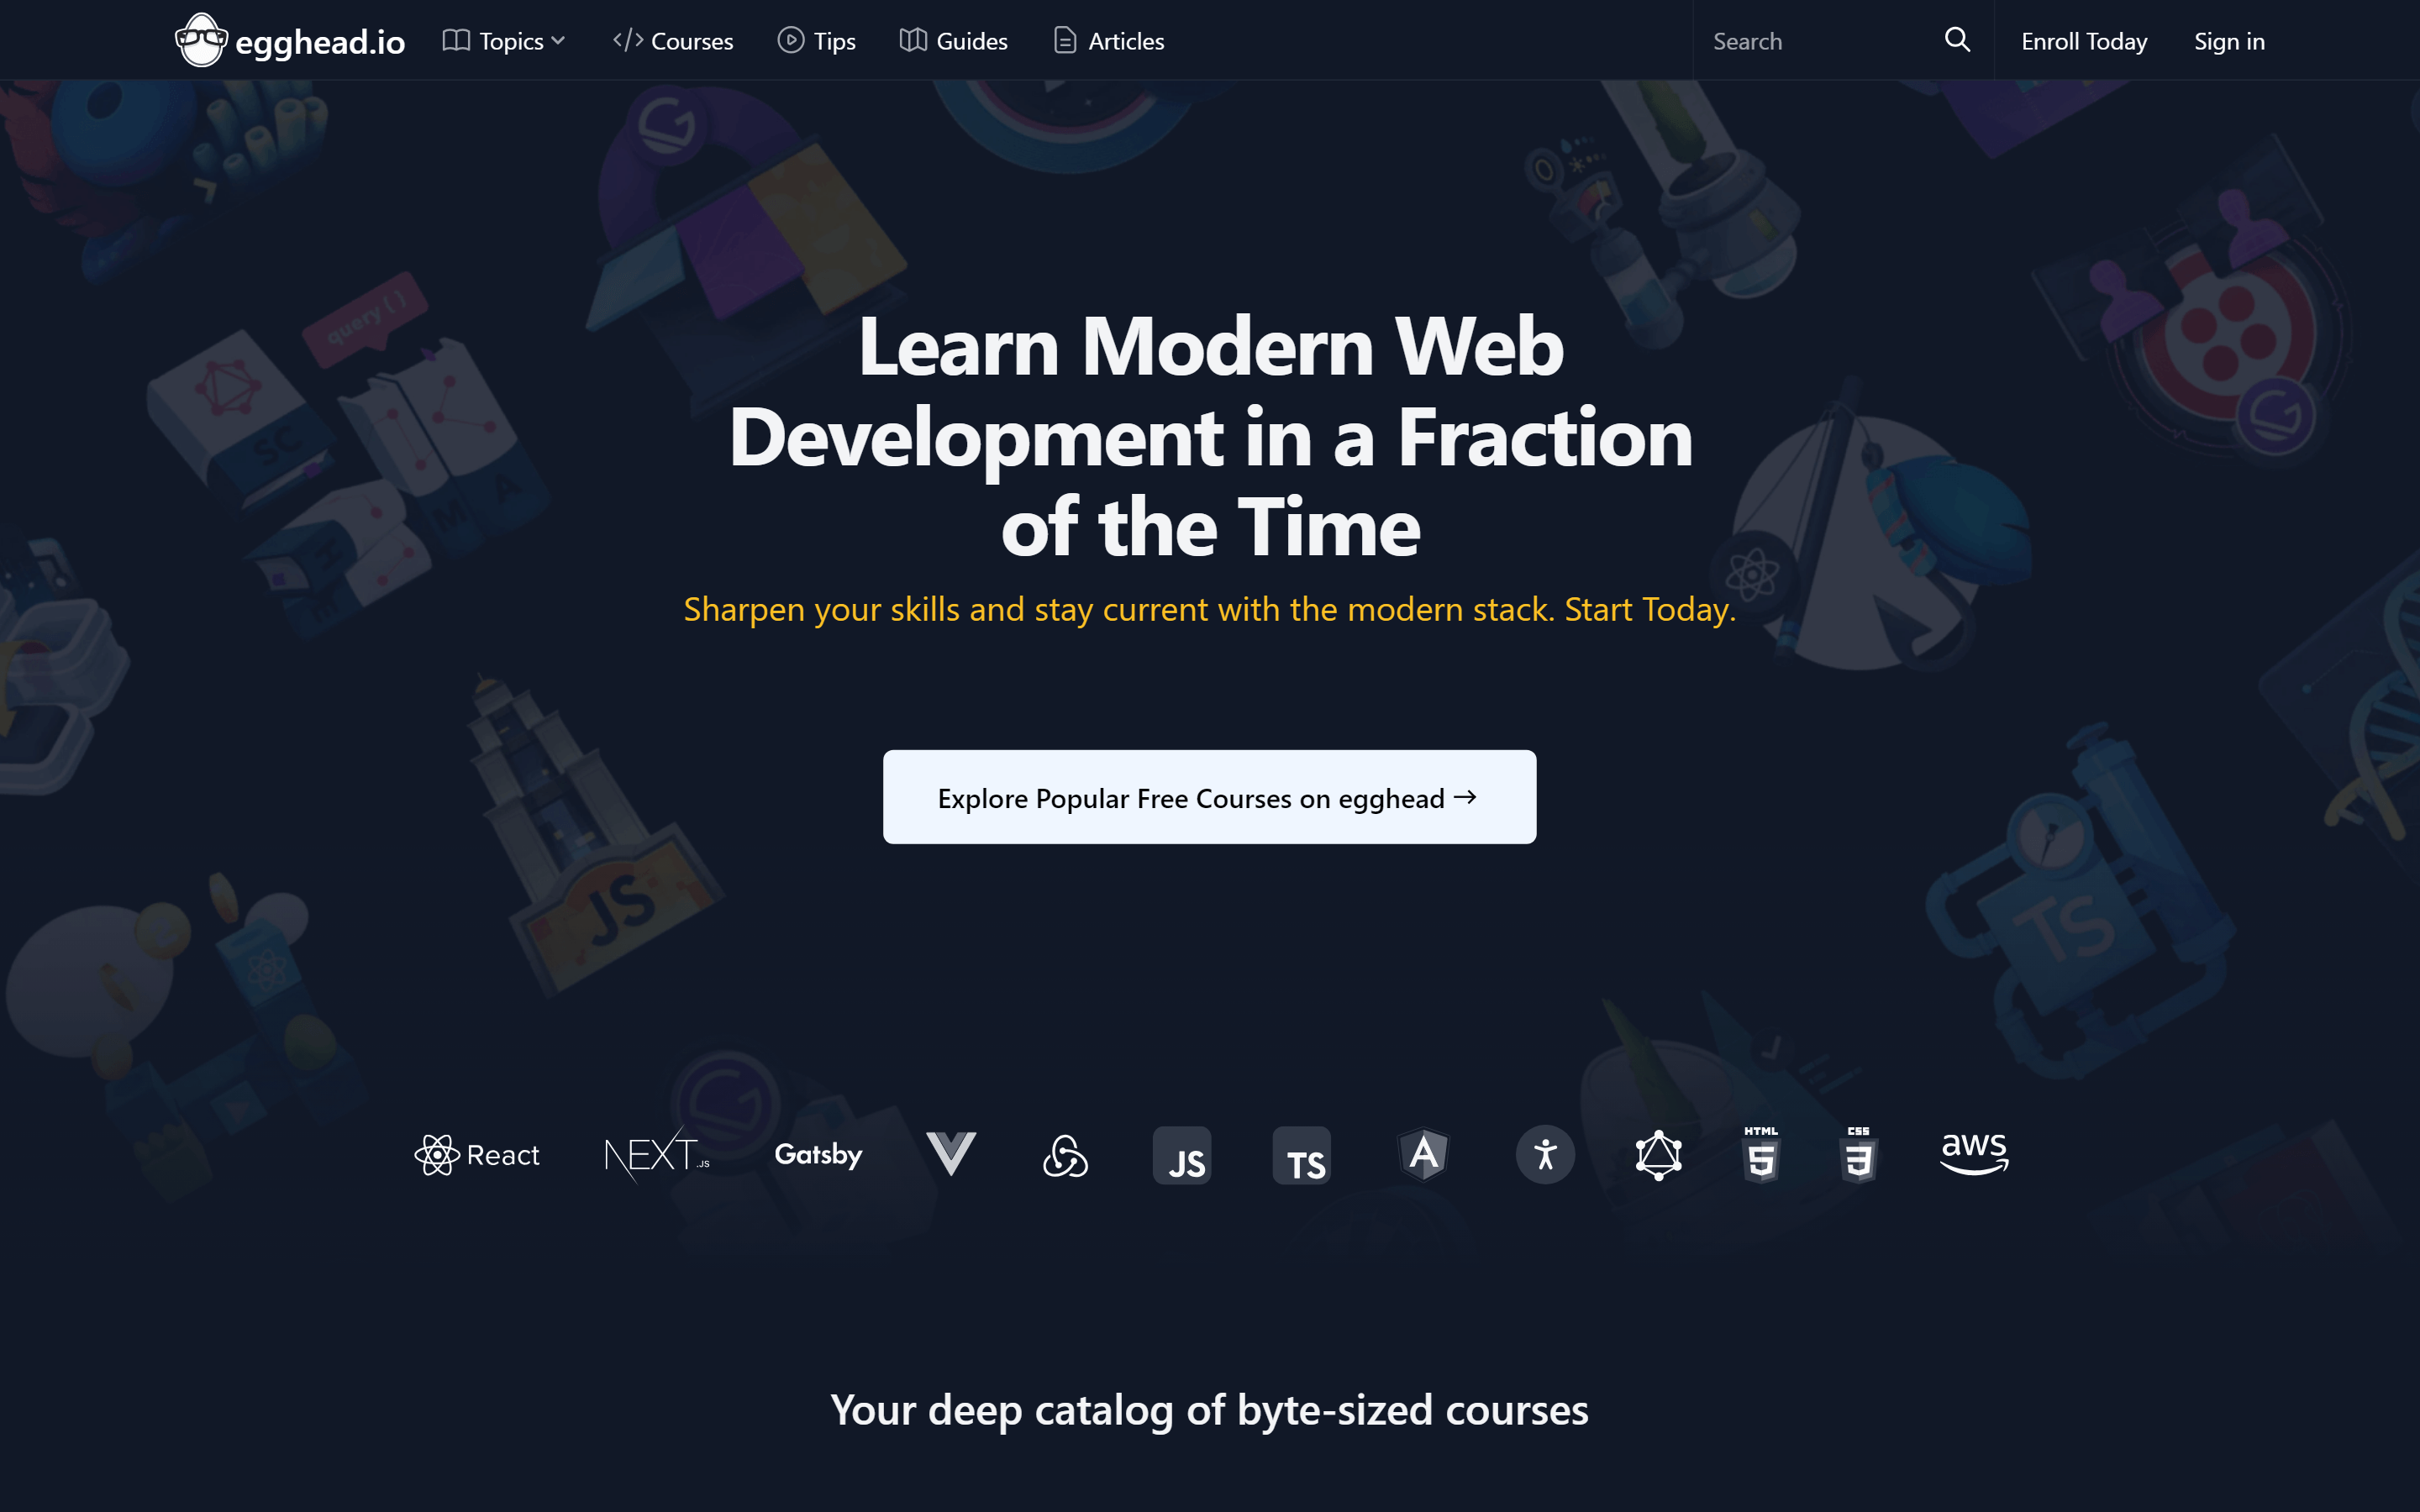 egghead.io Topics Courses Tips Guides Articles Search Enroll Today Sign in
query()
SC
M A
H E
Learn Modern Web
Development in a Fraction
of the Time
Sharpen your skills and stay current with the modern stack. Start Today.
Explore Popular Free Courses on egghead →
JS
TS
React NEXT.JS Gatsby JS TS A HTML 5 CSS 3 aws
Your deep catalog of byte-sized courses